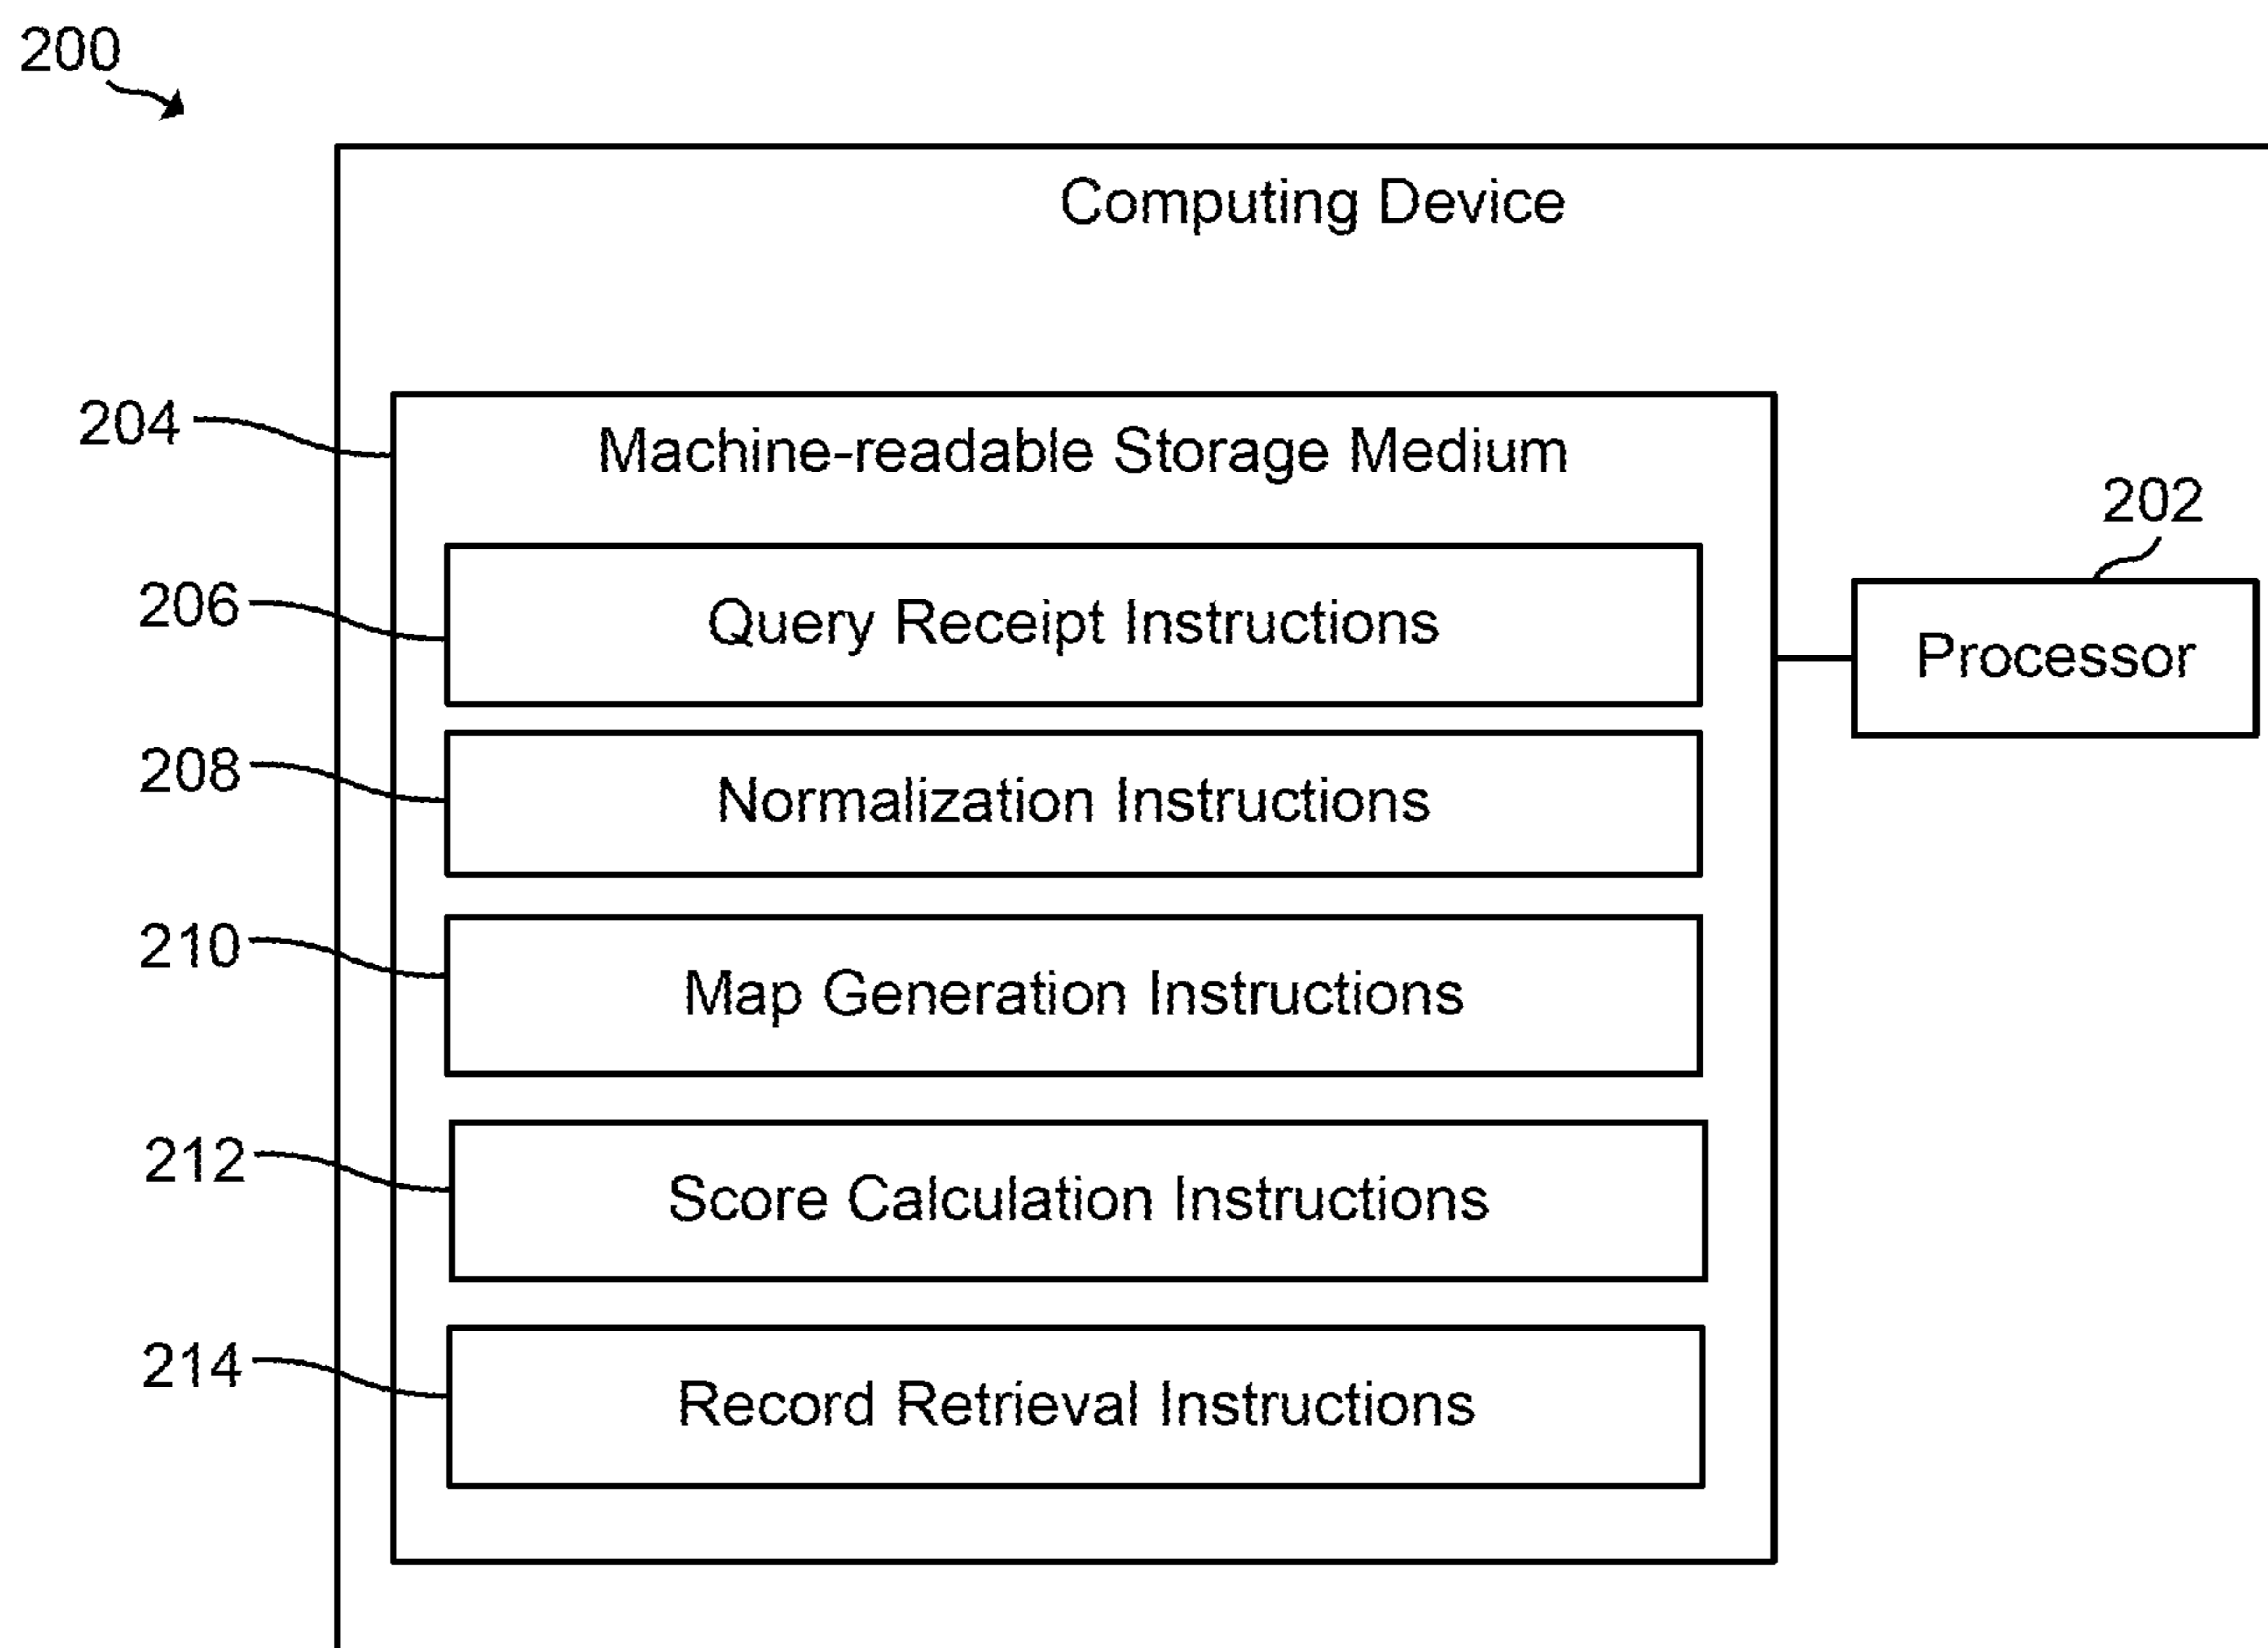 200
Computing Device
204
Machine-readable Storage Medium
202
206
Query Receipt Instructions
Processor
208
Normalization Instructions
210
Map Generation Instructions
212
Score Calculation Instructions
214
Record Retrieval Instructions